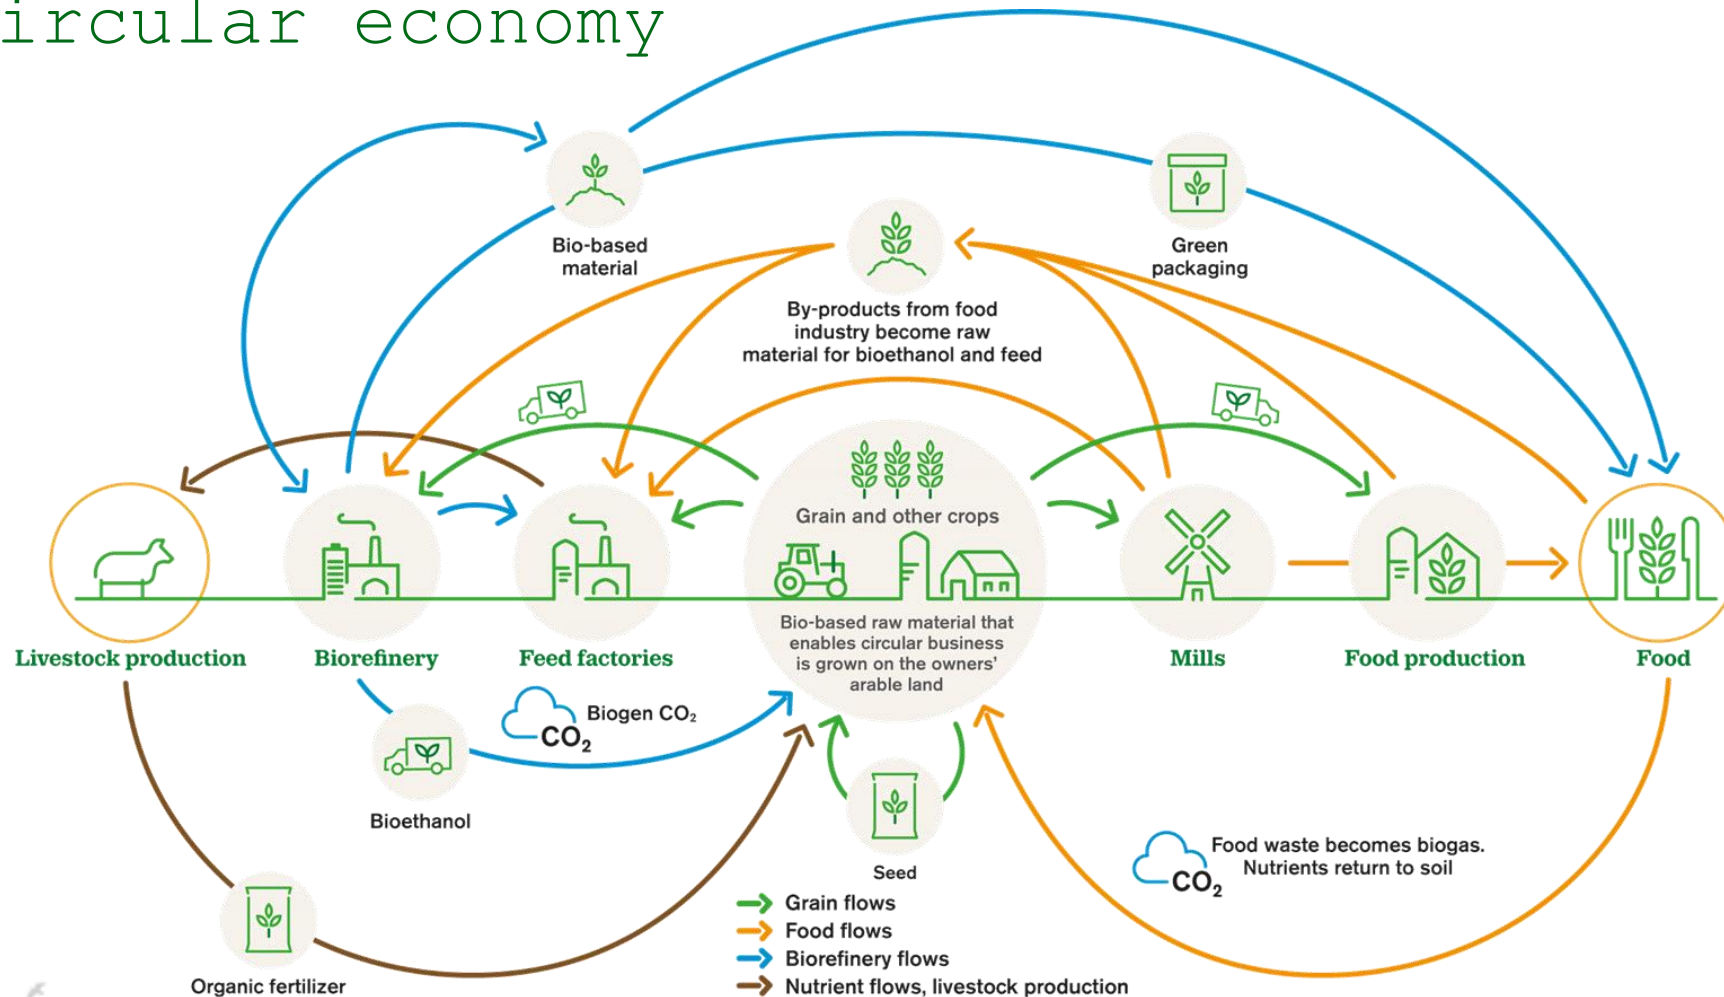 ircular economy
Bio-based
material
Green
packaging
By-products from food
industry become raw
material for bioethanol and feed
Grain and other crops
Bio-based raw material that
enables circular business
is grown on the owners’
arable land
Livestock production
Biorefinery
Feed factories
Mills
Food production
Food
Biogen CO₂
CO₂
Bioethanol
Seed
Food waste becomes biogas.
Nutrients return to soil
CO₂
Organic fertilizer
Grain flows
Food flows
Biorefinery flows
Nutrient flows, livestock production